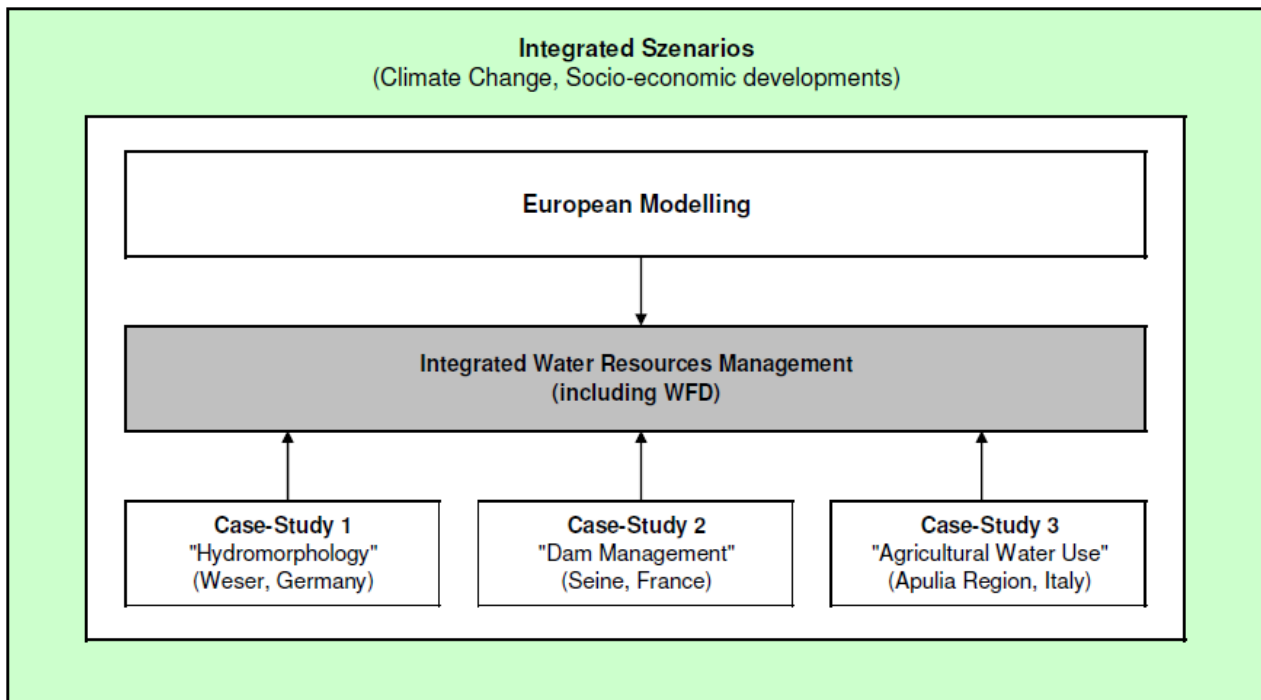 Integrated Szenarios
(Climate Change, Socio-economic developments)
European Modelling
Integrated Water Resources Management
(including WFD)
Case-Study 1
"Hydromorphology"
(Weser, Germany)
Case-Study 2
"Dam Management"
(Seine, France)
Case-Study 3
"Agricultural Water Use"
(Apulia Region, Italy)